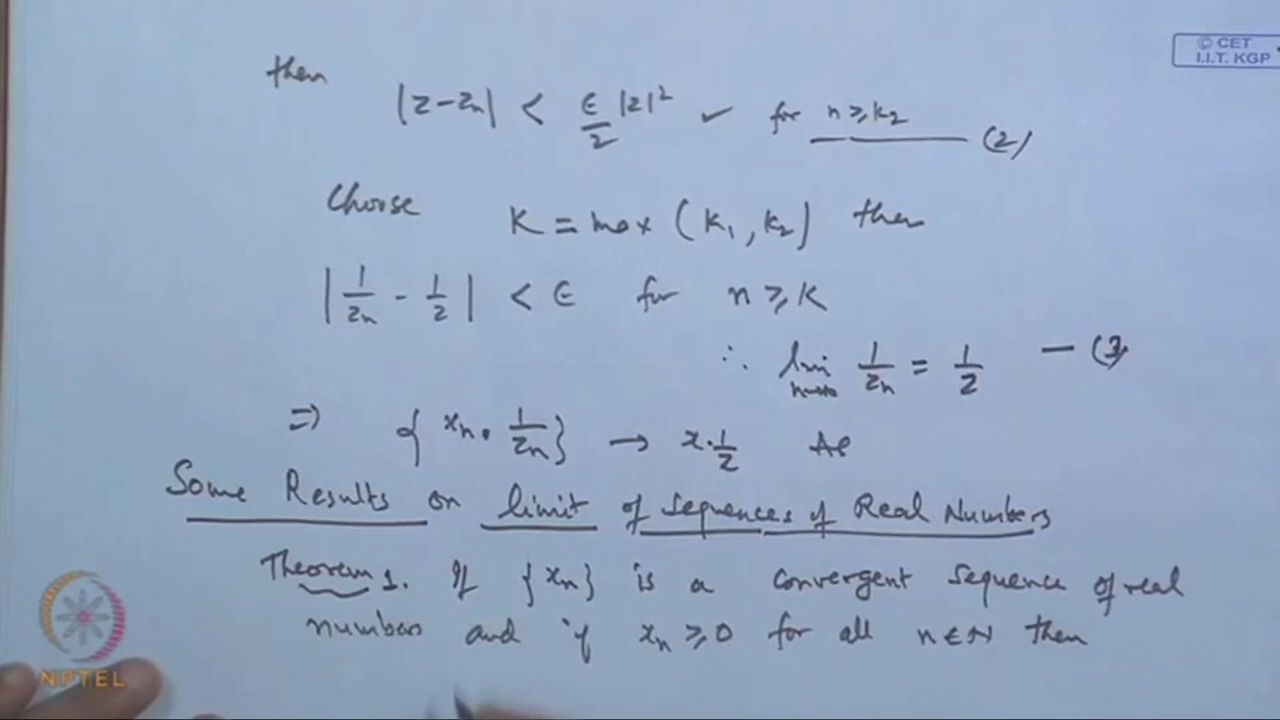 © CET
I.I.T. KGP
then
|z-zn| < ϵ/2 |z|² ✓ for n ≥ k₂ — (2)
Choose K = max (k₁, k₂) then
|1/zn - 1/z| < ϵ for n ≥ K
∴ lim n→∞ 1/zn = 1/z — (3)
⇒ {xn · 1/zn} → x · 1/z
Some Results on limit of Sequences of Real Numbers
Theorem 1. If {xn} is a convergent sequence of real
numbers and if xn ≥ 0 for all n ∈ N then
NPTEL